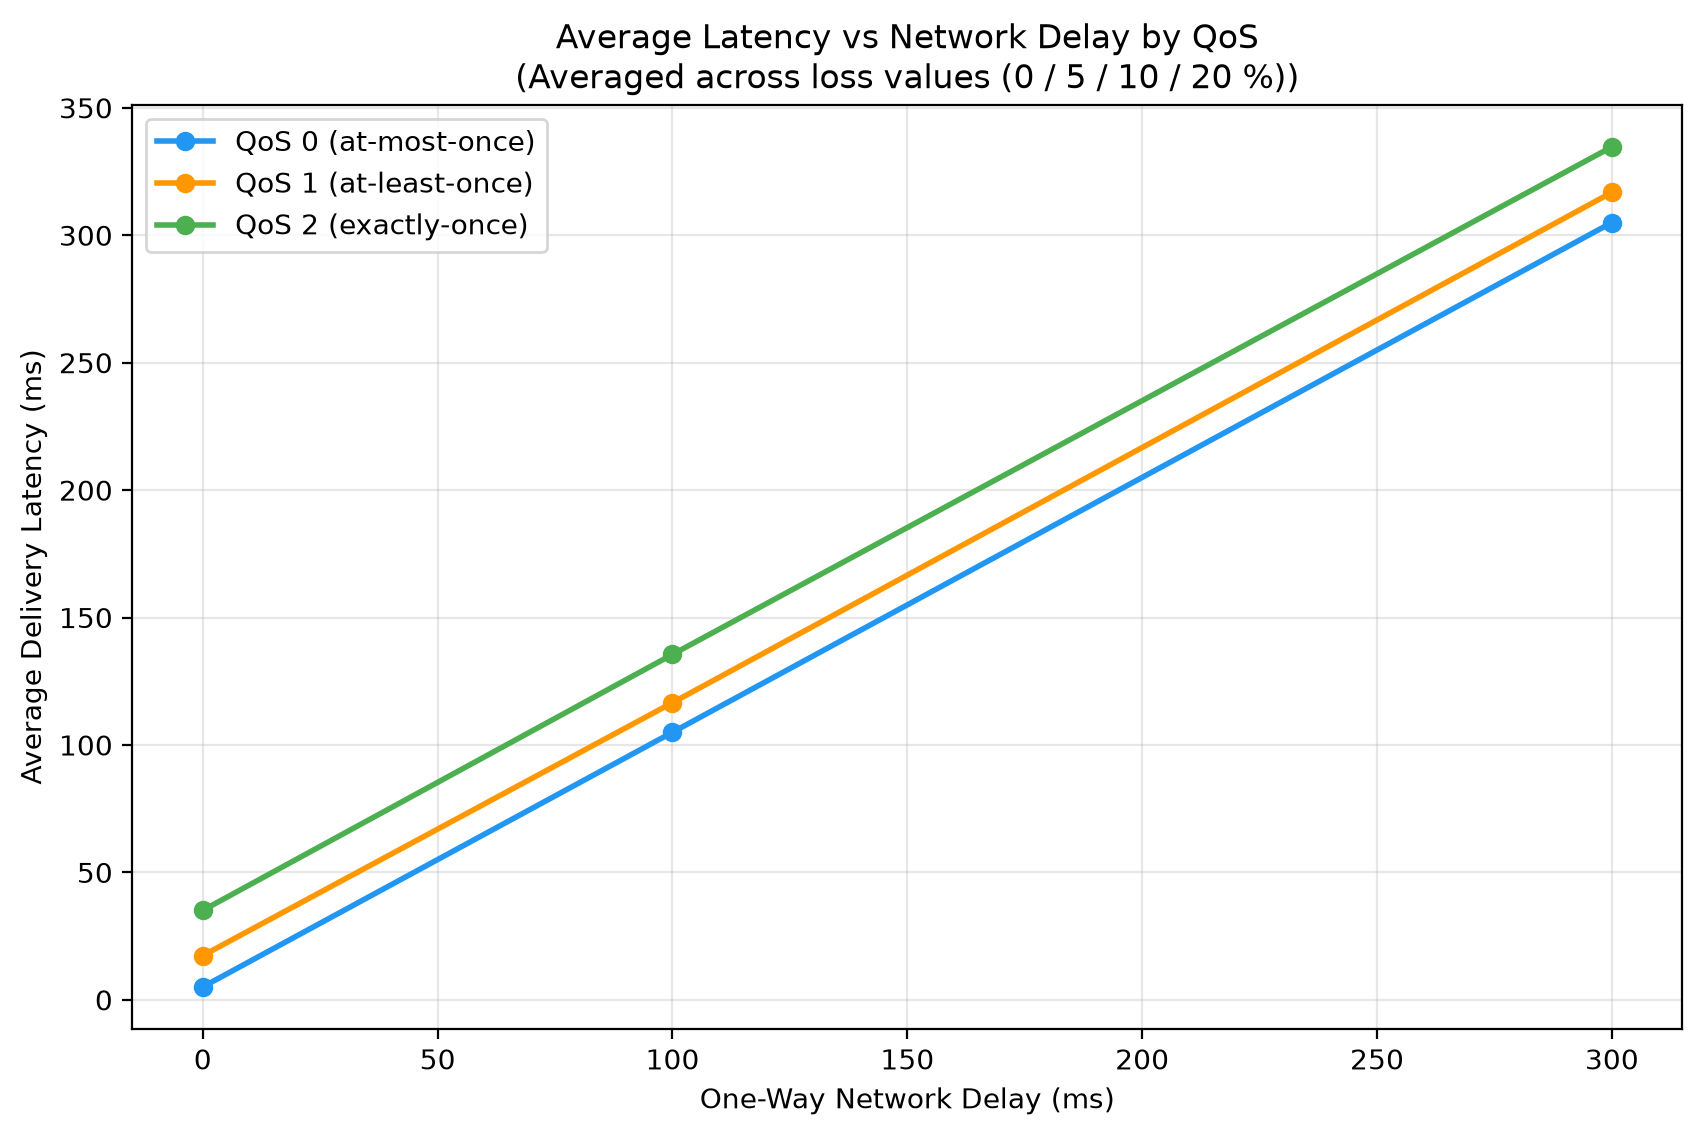 Average Latency vs Network Delay by QoS
(Averaged across loss values (0 / 5 / 10 / 20 %))
QoS 0 (at-most-once)
QoS 1 (at-least-once)
QoS 2 (exactly-once)
Average Delivery Latency (ms)
350
300
250
200
150
100
50
0
0 50 100 150 200 250 300
One-Way Network Delay (ms)